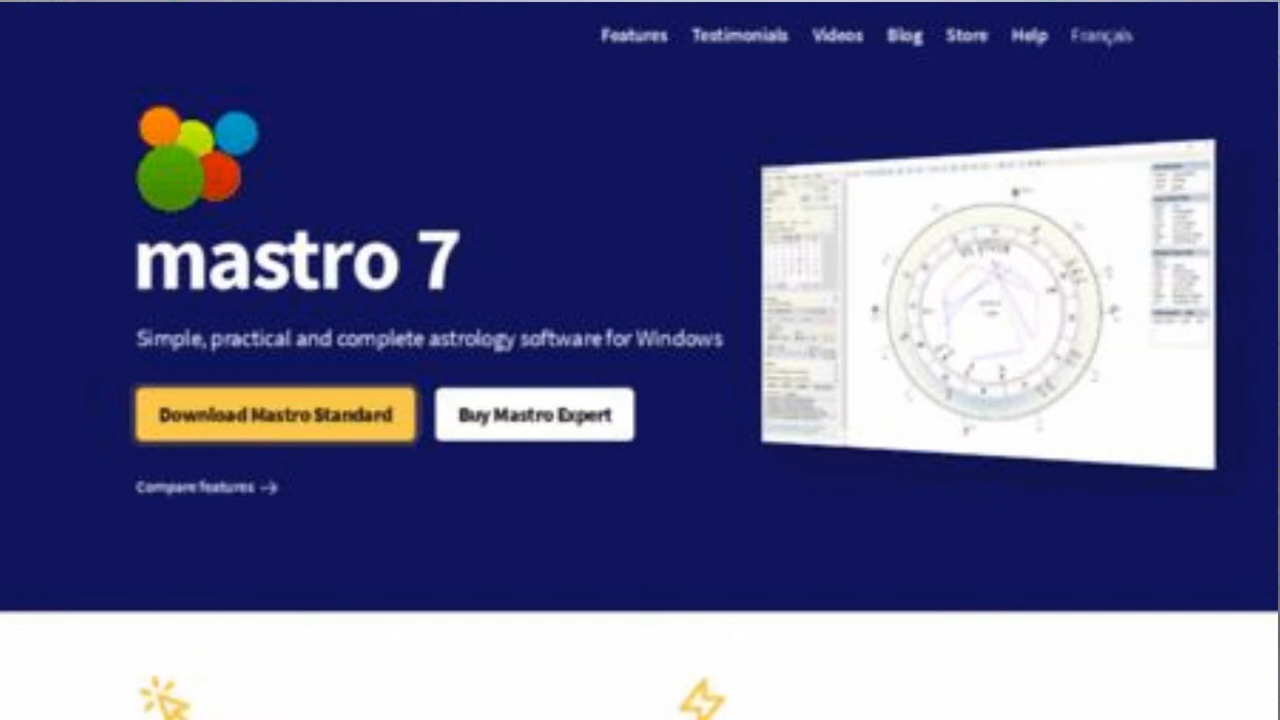 Features Testimonials Videos Blog Store Help Français
mastro 7
Simple, practical and complete astrology software for Windows
Download Mastro Standard Buy Mastro Expert
Compare features →